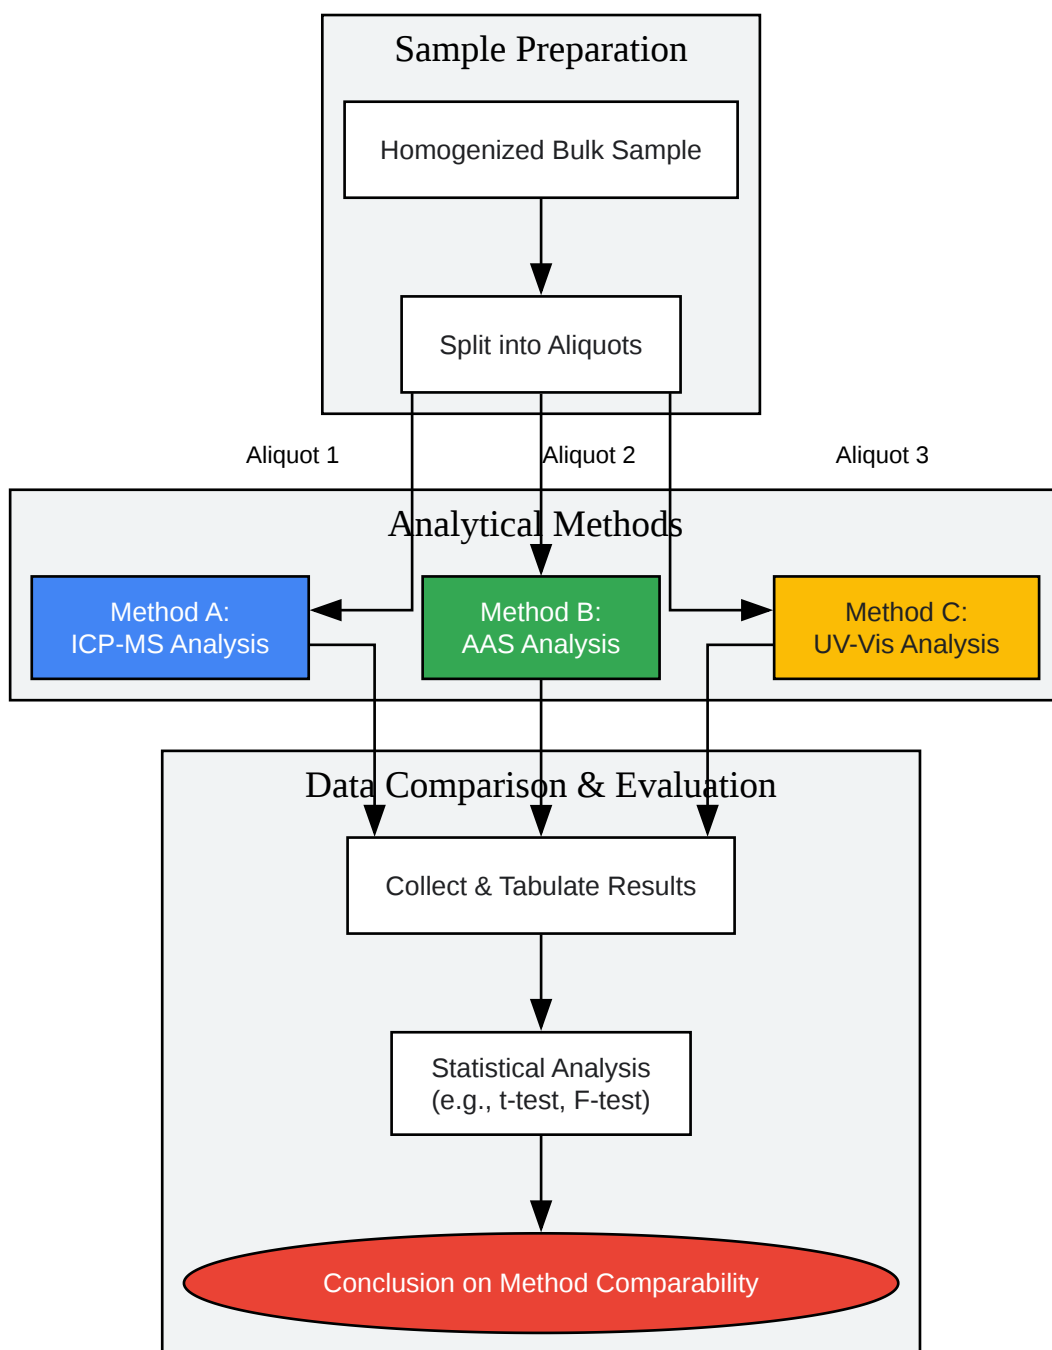 Sample Preparation
Homogenized Bulk Sample
Split into Aliquots
Aliquot 1
Aliquot 2
Aliquot 3
Analytical Methods
Method A:
ICP-MS Analysis
Method B:
AAS Analysis
Method C:
UV-Vis Analysis
Data Comparison & Evaluation
Collect & Tabulate Results
Statistical Analysis
(e.g., t-test, F-test)
Conclusion on Method Comparability